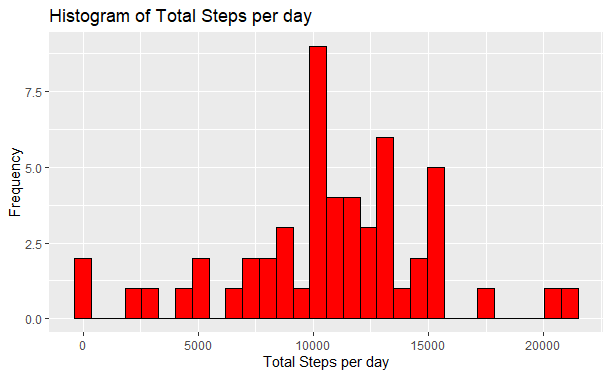 Histogram of Total Steps per day
Frequency
7.5
5.0
2.5
0.0
0 5000 10000 15000 20000
Total Steps per day